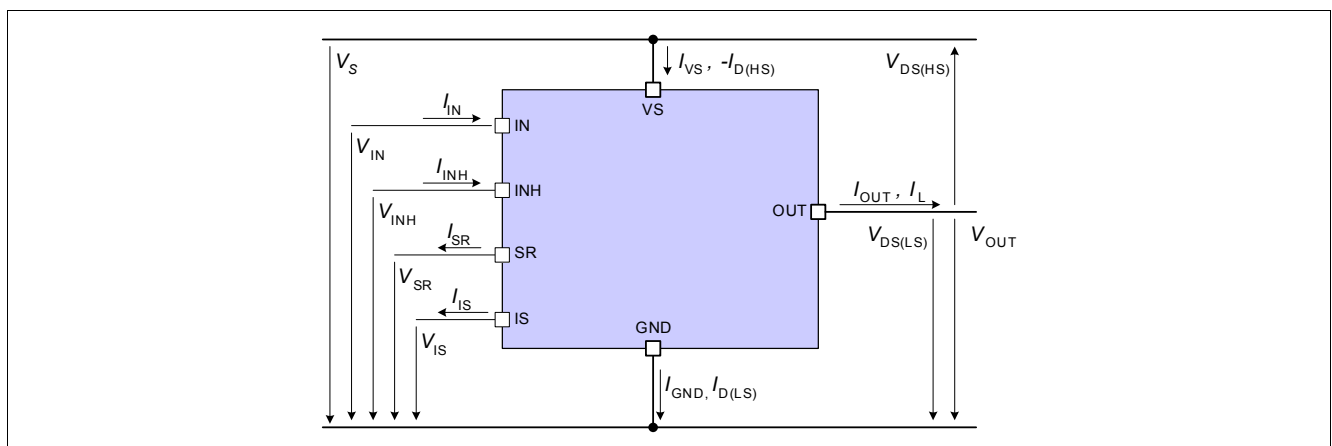 V_S
I_VS , -I_D(HS)
V_DS(HS)
VS
I_IN
IN
V_IN
I_INH
INH
V_INH
OUT
I_OUT , I_L
V_DS(LS)
V_OUT
I_SR
SR
V_SR
I_IS
IS
V_IS
GND
I_GND, I_D(LS)